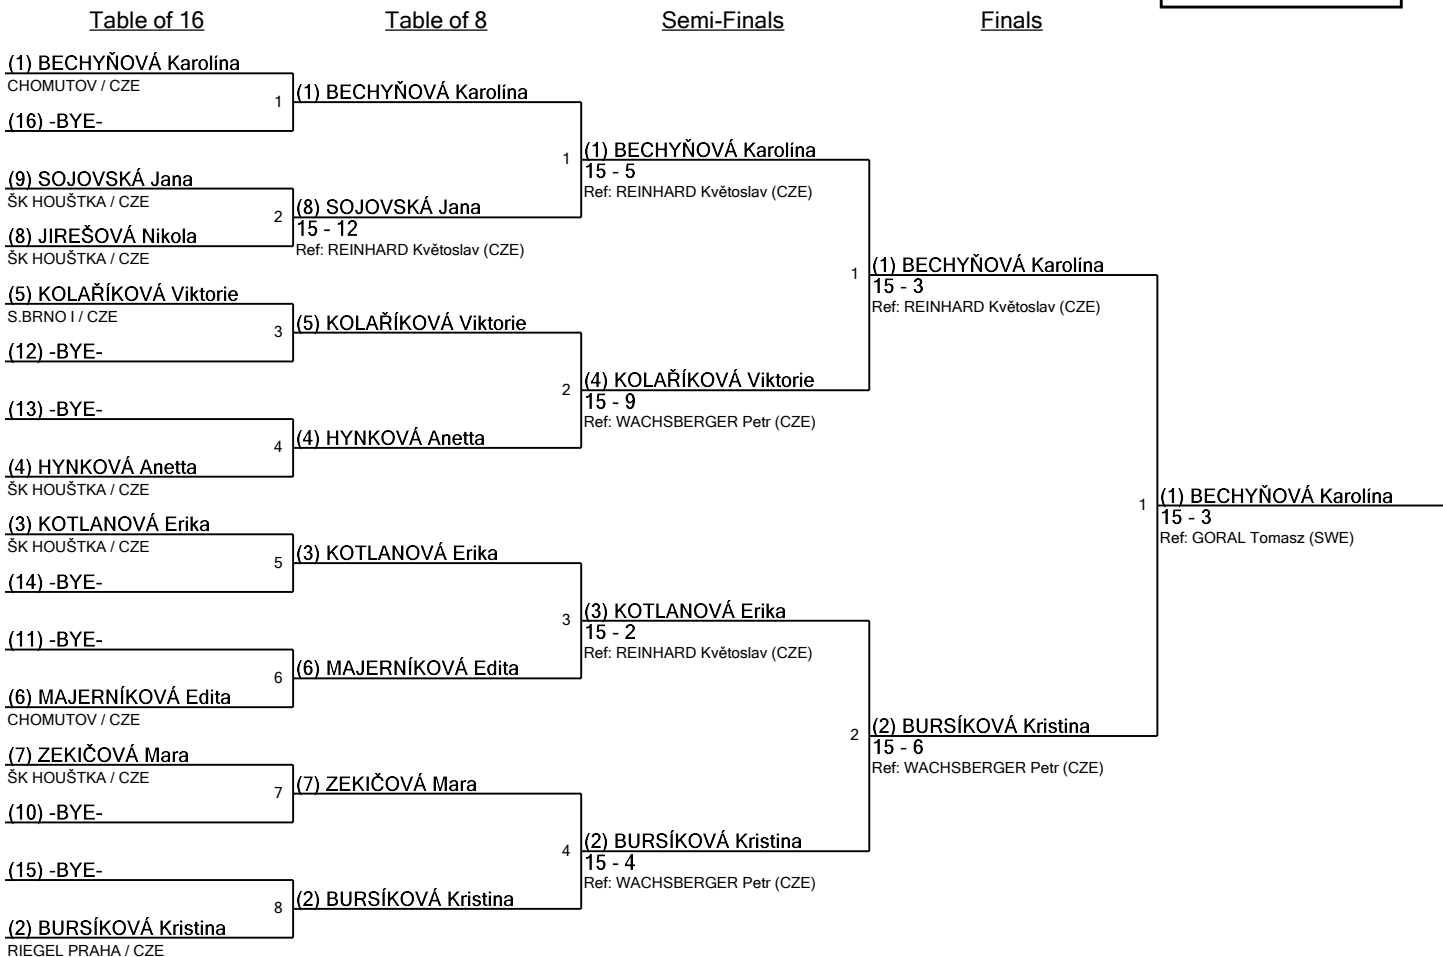 Table of 16
Table of 8
Semi-Finals
Finals
(1) BECHYŇOVÁ Karolína
CHOMUTOV / CZE
1
(16) -BYE-
(9) SOJOVSKÁ Jana
ŠK HOUŠTKA / CZE
2
(8) JIREŠOVÁ Nikola
ŠK HOUŠTKA / CZE
(5) KOLAŘÍKOVÁ Viktorie
S.BRNO I / CZE
3
(12) -BYE-
(13) -BYE-
4
(4) HYNKOVÁ Anetta
ŠK HOUŠTKA / CZE
(3) KOTLANOVÁ Erika
ŠK HOUŠTKA / CZE
5
(14) -BYE-
(11) -BYE-
6
(6) MAJERNÍKOVÁ Edita
CHOMUTOV / CZE
(7) ZEKIČOVÁ Mara
ŠK HOUŠTKA / CZE
7
(10) -BYE-
(15) -BYE-
8
(2) BURSÍKOVÁ Kristina
RIEGEL PRAHA / CZE
(1) BECHYŇOVÁ Karolína
1
(8) SOJOVSKÁ Jana
15 - 12
Ref: REINHARD Květoslav (CZE)
(5) KOLAŘÍKOVÁ Viktorie
2
(4) HYNKOVÁ Anetta
(3) KOTLANOVÁ Erika
3
(6) MAJERNÍKOVÁ Edita
(7) ZEKIČOVÁ Mara
4
(2) BURSÍKOVÁ Kristina
(1) BECHYŇOVÁ Karolína
15 - 5
Ref: REINHARD Květoslav (CZE)
1
(4) KOLAŘÍKOVÁ Viktorie
15 - 9
Ref: WACHSBERGER Petr (CZE)
(3) KOTLANOVÁ Erika
15 - 2
Ref: REINHARD Květoslav (CZE)
2
(2) BURSÍKOVÁ Kristina
15 - 4
Ref: WACHSBERGER Petr (CZE)
(1) BECHYŇOVÁ Karolína
15 - 3
Ref: REINHARD Květoslav (CZE)
1
(2) BURSÍKOVÁ Kristina
15 - 6
Ref: WACHSBERGER Petr (CZE)
(1) BECHYŇOVÁ Karolína
15 - 3
Ref: GORAL Tomasz (SWE)